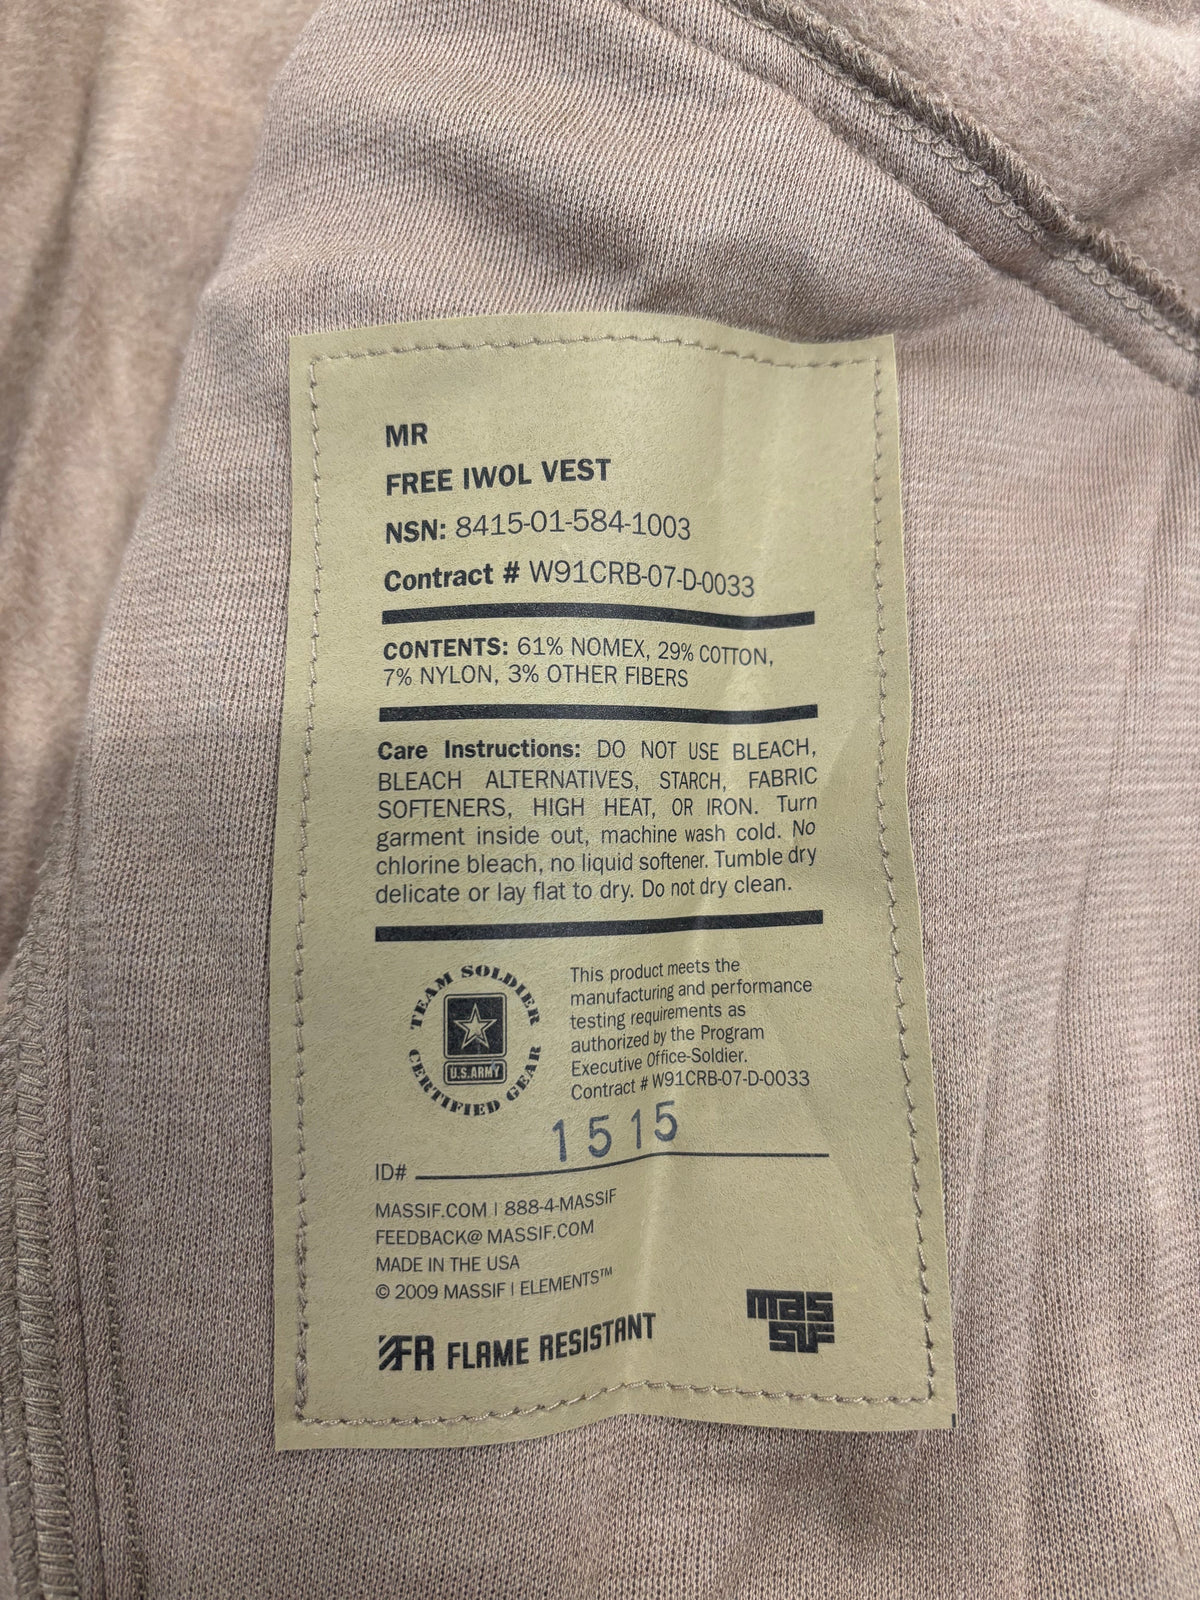 MR
FREE IWOL VEST
NSN: 8415-01-584-1003
Contract # W91CRB-07-D-0033
CONTENTS: 61% NOMEX, 29% COTTON,
7% NYLON, 3% OTHER FIBERS
Care Instructions: DO NOT USE BLEACH,
BLEACH ALTERNATIVES, STARCH, FABRIC
SOFTENERS, HIGH HEAT, OR IRON. Turn
garment inside out, machine wash cold. No
chlorine bleach, no liquid softener. Tumble dry
delicate or lay flat to dry. Do not dry clean.
TEAM SOLDIER
CERTIFIED GEAR
U.S.ARMY
This product meets the
manufacturing and performance
testing requirements as
authorized by the Program
Executive Office-Soldier.
Contract # W91CRB-07-D-0033
1515
ID#
MASSIF.COM | 888-4-MASSIF
FEEDBACK@ MASSIF.COM
MADE IN THE USA
© 2009 MASSIF | ELEMENTS™
FR FLAME RESISTANT
mas
sif